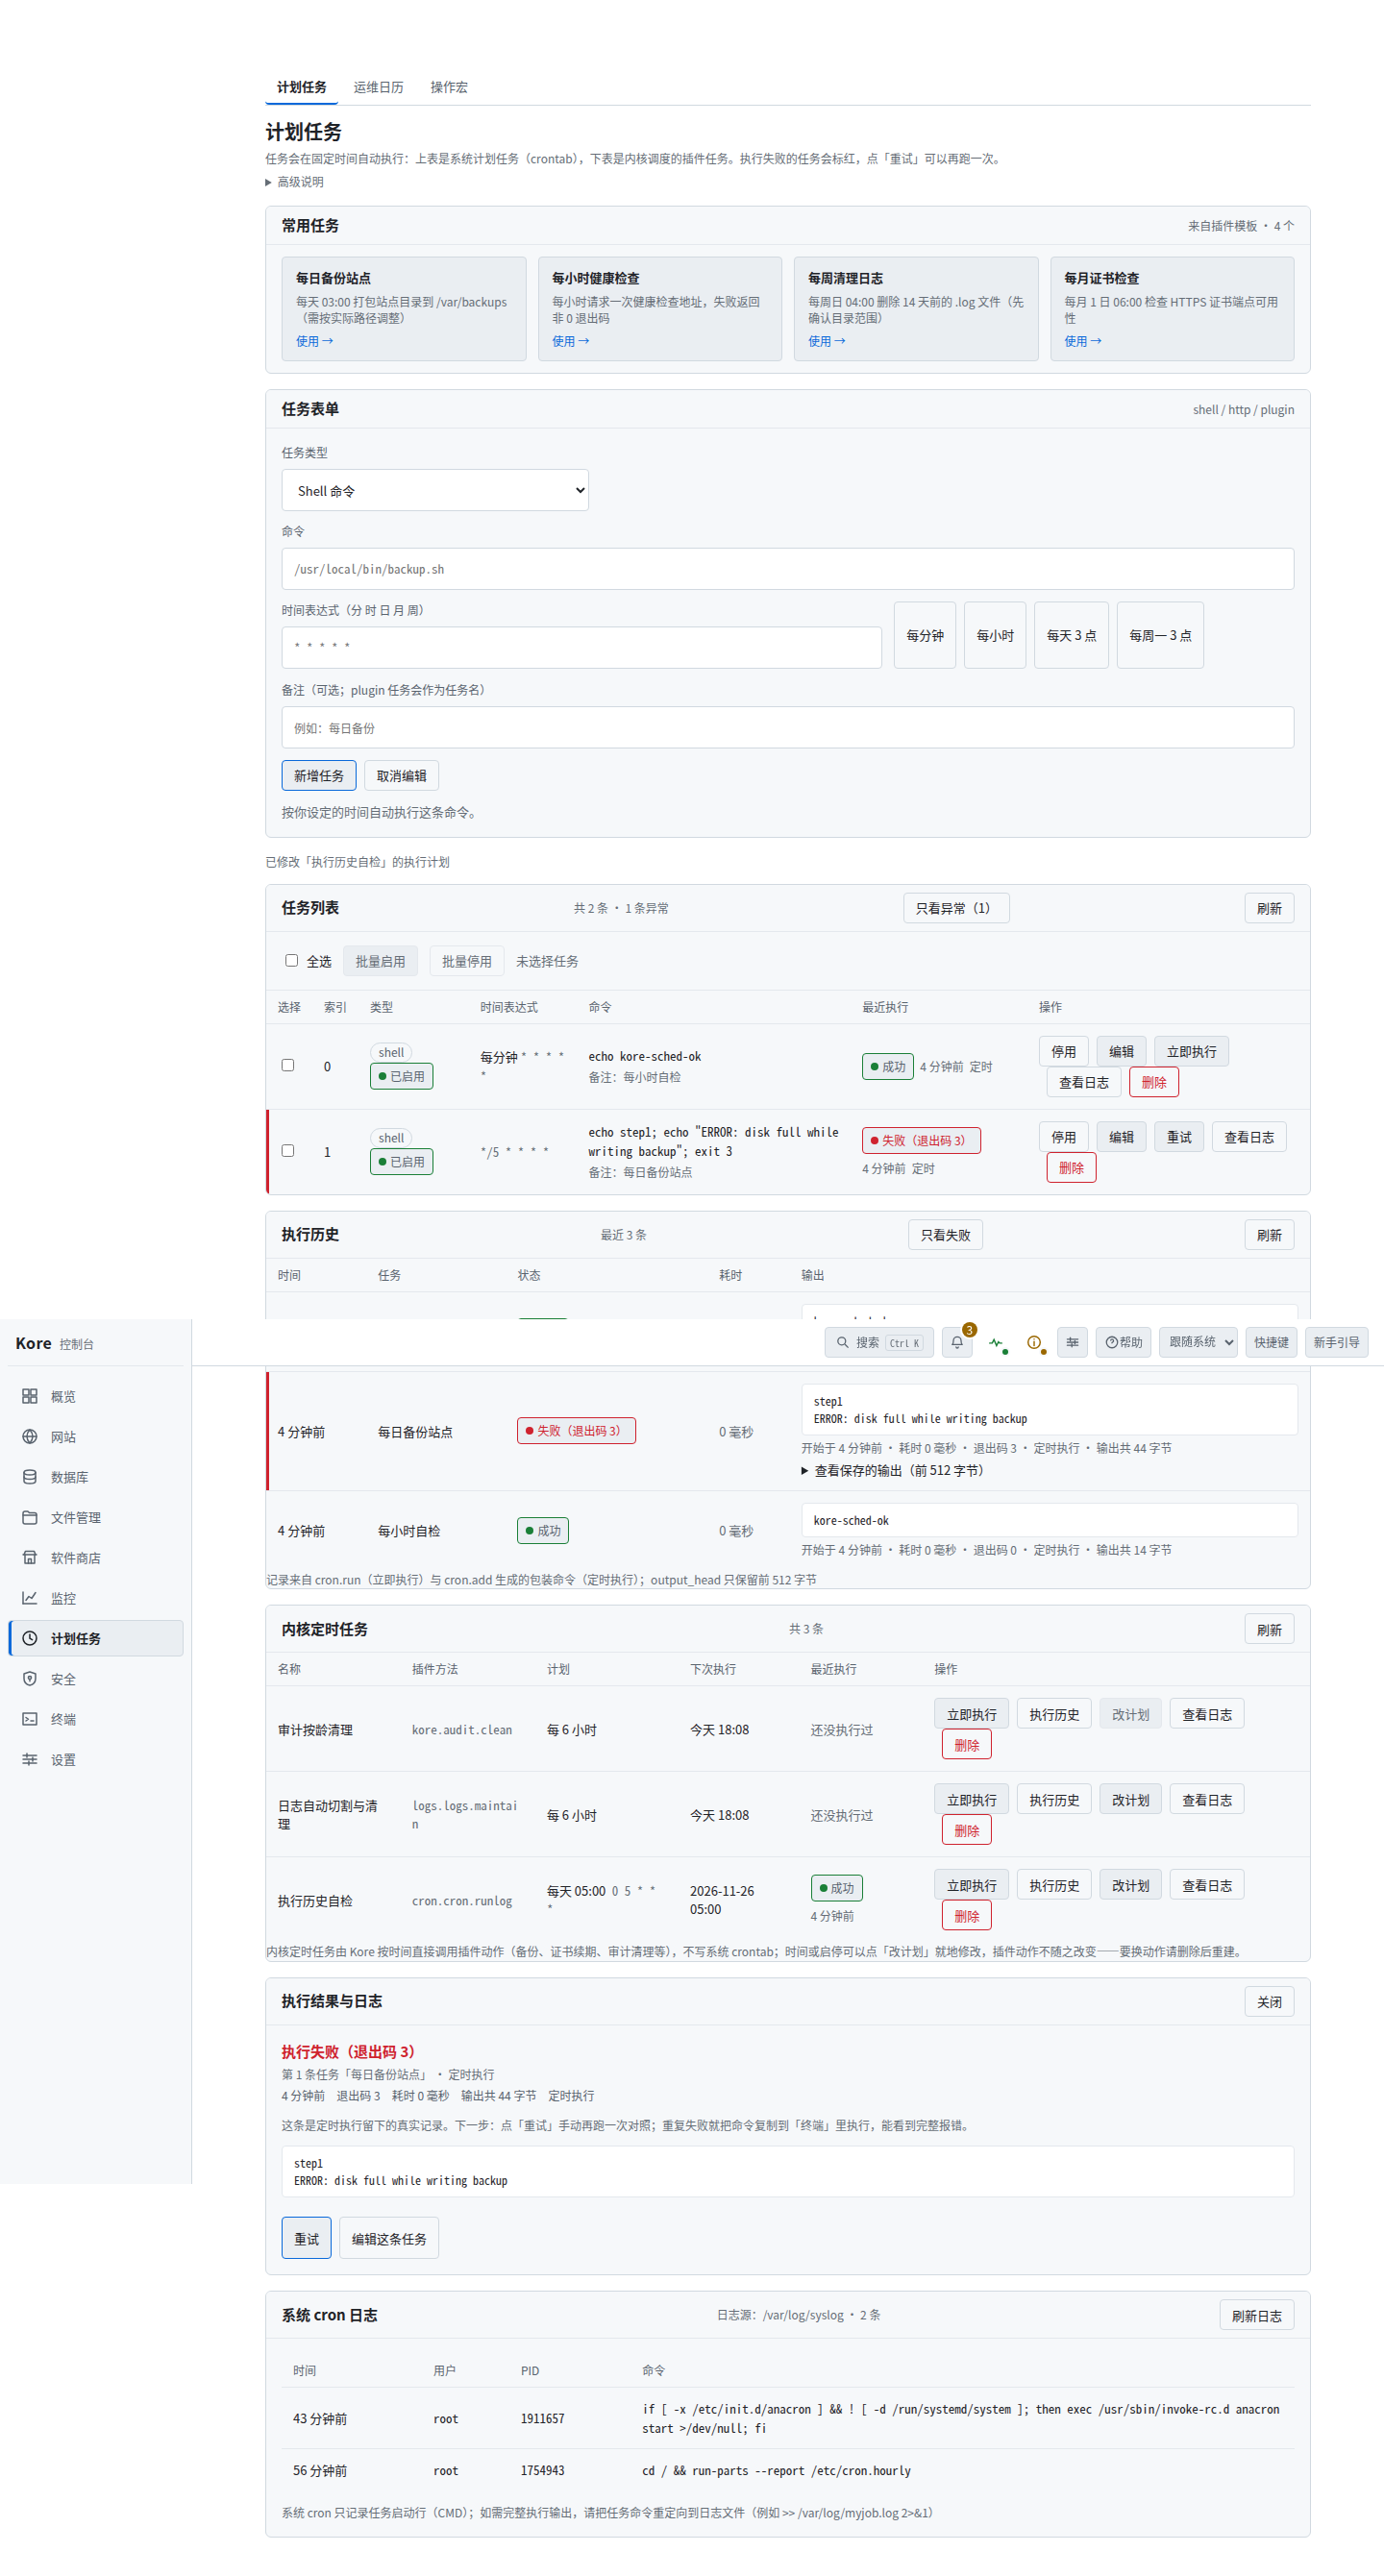 计划任务 运维日历 操作宏
计划任务
任务会在固定时间自动执行：上表是系统计划任务（crontab），下表是内核调度的插件任务。执行失败的任务会标红，点「重试」可以再跑一次。
高级说明
常用任务 来自插件模板 · 4 个
每日备份站点
每天 03:00 打包站点目录到 /var/backups
（需按实际路径调整）
使用 →
每小时健康检查
每小时请求一次健康检查地址，失败返回
非 0 退出码
使用 →
每周清理日志
每周日 04:00 删除 14 天前的 .log 文件（先
确认目录范围）
使用 →
每月证书检查
每月 1 日 06:00 检查 HTTPS 证书端点可用
性
使用 →
任务表单 shell / http / plugin
任务类型
Shell 命令
命令
/usr/local/bin/backup.sh
时间表达式（分 时 日 月 周）
* * * * *
每分钟 每小时 每天 3 点 每周一 3 点
备注（可选；plugin 任务会作为任务名）
例如：每日备份
新增任务 取消编辑
按你设定的时间自动执行这条命令。
已修改「执行历史自检」的执行计划
任务列表 共 2 条 · 1 条异常 只看异常（1） 刷新
全选 批量启用 批量停用 未选择任务
选择 索引 类型 时间表达式 命令 最近执行 操作
0
shell
已启用
每分钟 * * * *
*
echo kore-sched-ok
备注：每小时自检
成功 4 分钟前 定时
停用 编辑 立即执行
查看日志 删除
1
shell
已启用
*/5 * * * *
echo step1; echo "ERROR: disk full while
writing backup"; exit 3
备注：每日备份站点
失败（退出码 3）
4 分钟前 定时
停用 编辑 重试 查看日志
删除
执行历史 最近 3 条 只看失败 刷新
时间 任务 状态 耗时 输出
Kore 控制台
搜索 Ctrl K 3 帮助 跟随系统 快捷键 新手引导
概览
网站
数据库
文件管理
软件商店
监控
计划任务
安全
终端
设置
4 分钟前 每日备份站点 失败（退出码 3） 0 毫秒
step1
ERROR: disk full while writing backup
开始于 4 分钟前 · 耗时 0 毫秒 · 退出码 3 · 定时执行 · 输出共 44 字节
查看保存的输出（前 512 字节）
4 分钟前 每小时自检 成功 0 毫秒
kore-sched-ok
开始于 4 分钟前 · 耗时 0 毫秒 · 退出码 0 · 定时执行 · 输出共 14 字节
记录来自 cron.run（立即执行）与 cron.add 生成的包装命令（定时执行）；output_head 只保留前 512 字节
内核定时任务 共 3 条 刷新
名称 插件方法 计划 下次执行 最近执行 操作
审计按龄清理 kore.audit.clean 每 6 小时 今天 18:08 还没执行过
立即执行 执行历史 改计划 查看日志
删除
日志自动切割与清
理
logs.logs.maintai
n
每 6 小时 今天 18:08 还没执行过
立即执行 执行历史 改计划 查看日志
删除
执行历史自检 cron.cron.runlog
每天 05:00 0 5 * *
*
2026-11-26
05:00
成功
4 分钟前
立即执行 执行历史 改计划 查看日志
删除
内核定时任务由 Kore 按时间直接调用插件动作（备份、证书续期、审计清理等），不写系统 crontab；时间或启停可以点「改计划」就地修改，插件动作不随之改变——要换动作请删除后重建。
执行结果与日志 关闭
执行失败（退出码 3）
第 1 条任务「每日备份站点」 · 定时执行
4 分钟前 退出码 3 耗时 0 毫秒 输出共 44 字节 定时执行
这条是定时执行留下的真实记录。下一步：点「重试」手动再跑一次对照；重复失败就把命令复制到「终端」里执行，能看到完整报错。
step1
ERROR: disk full while writing backup
重试 编辑这条任务
系统 cron 日志 日志源：/var/log/syslog · 2 条 刷新日志
时间 用户 PID 命令
43 分钟前 root 1911657
if [ -x /etc/init.d/anacron ] && ! [ -d /run/systemd/system ]; then exec /usr/sbin/invoke-rc.d anacron
start >/dev/null; fi
56 分钟前 root 1754943 cd / && run-parts --report /etc/cron.hourly
系统 cron 只记录任务启动行（CMD）；如需完整执行输出，请把任务命令重定向到日志文件（例如 >> /var/log/myjob.log 2>&1）